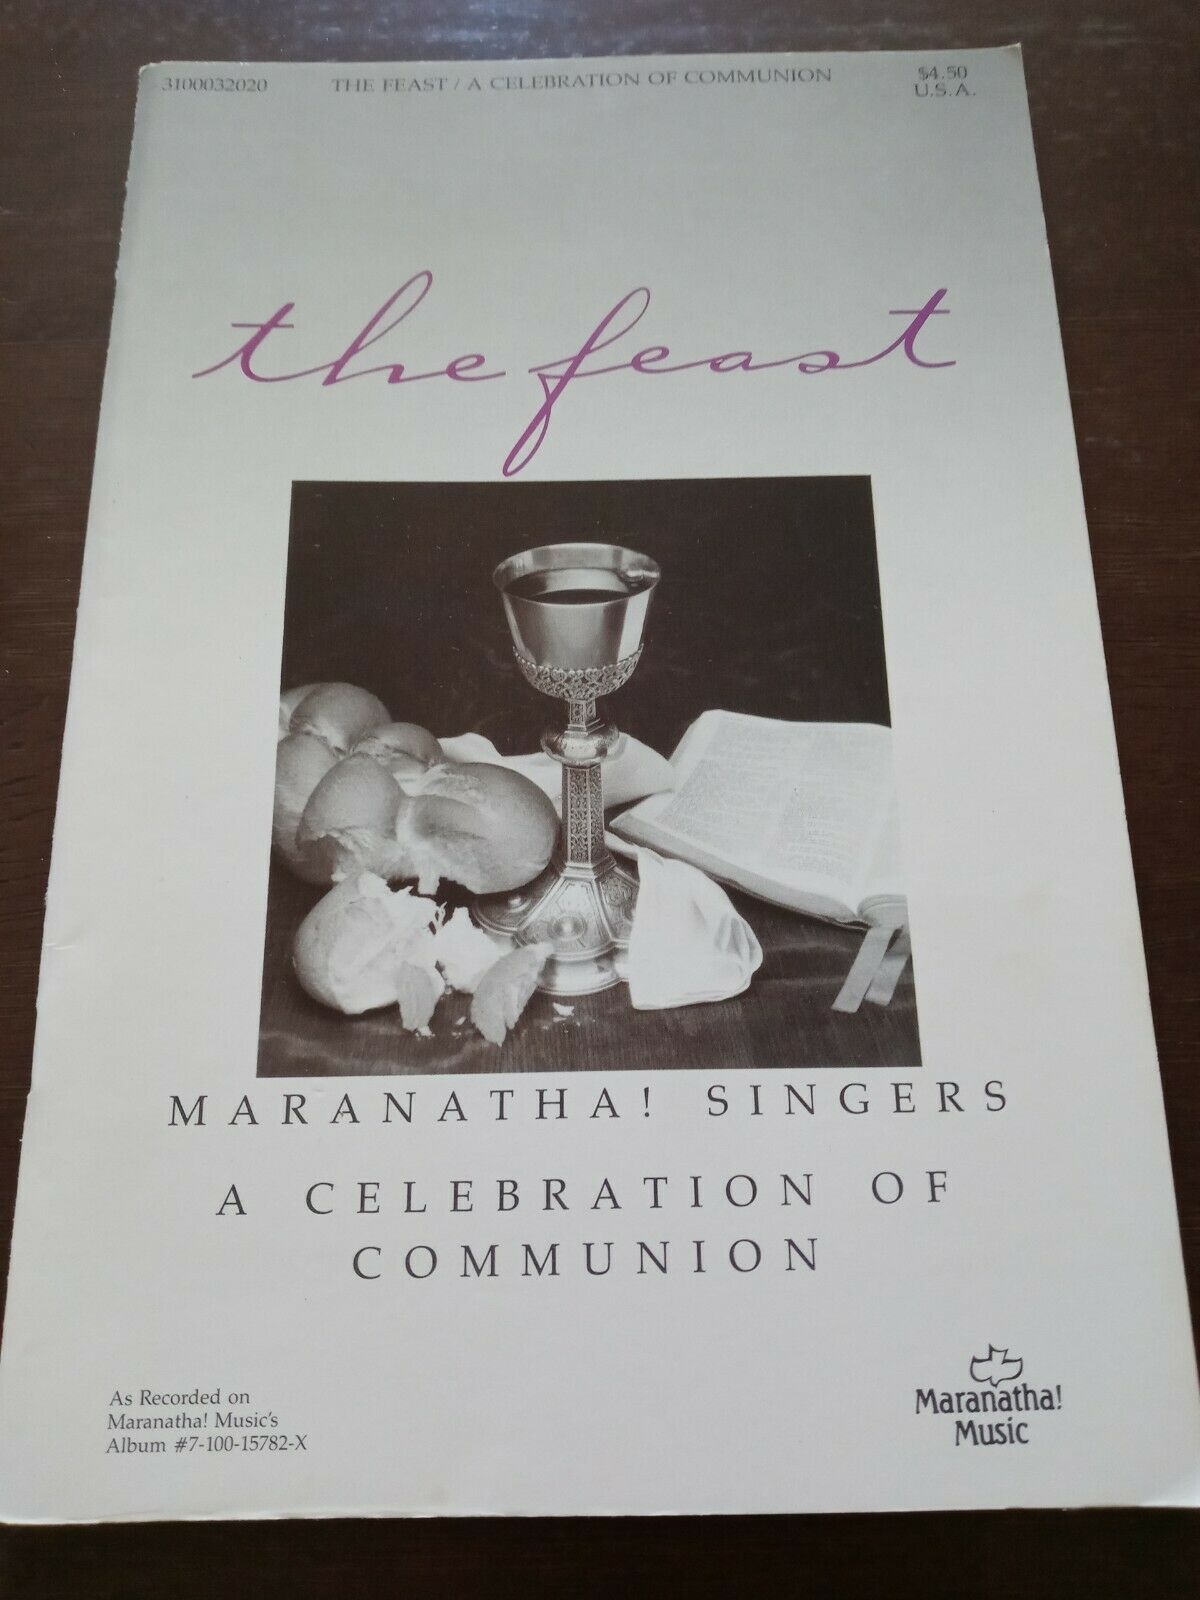 3100032020 THE FEAST / A CELEBRATION OF COMMUNION $4.50
U.S.A.
the feast
MARANATHA! SINGERS
A CELEBRATION OF
COMMUNION
As Recorded on
Maranatha! Music's
Album #7-100-15782-X
Maranatha!
Music